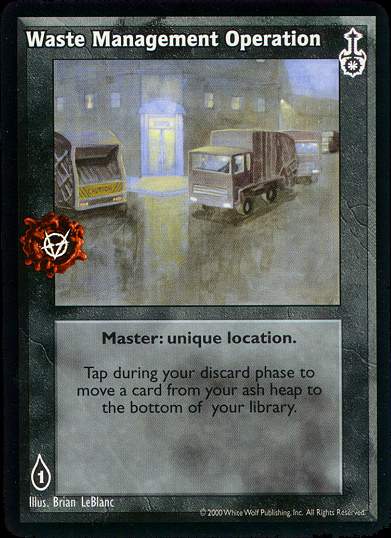 Waste Management Operation
CAUTION
Master: unique location.
Tap during your discard phase to
move a card from your ash heap to
the bottom of your library.
1
Illus. Brian LeBlanc
© 2000 White Wolf Publishing, Inc. All Rights Reserved.